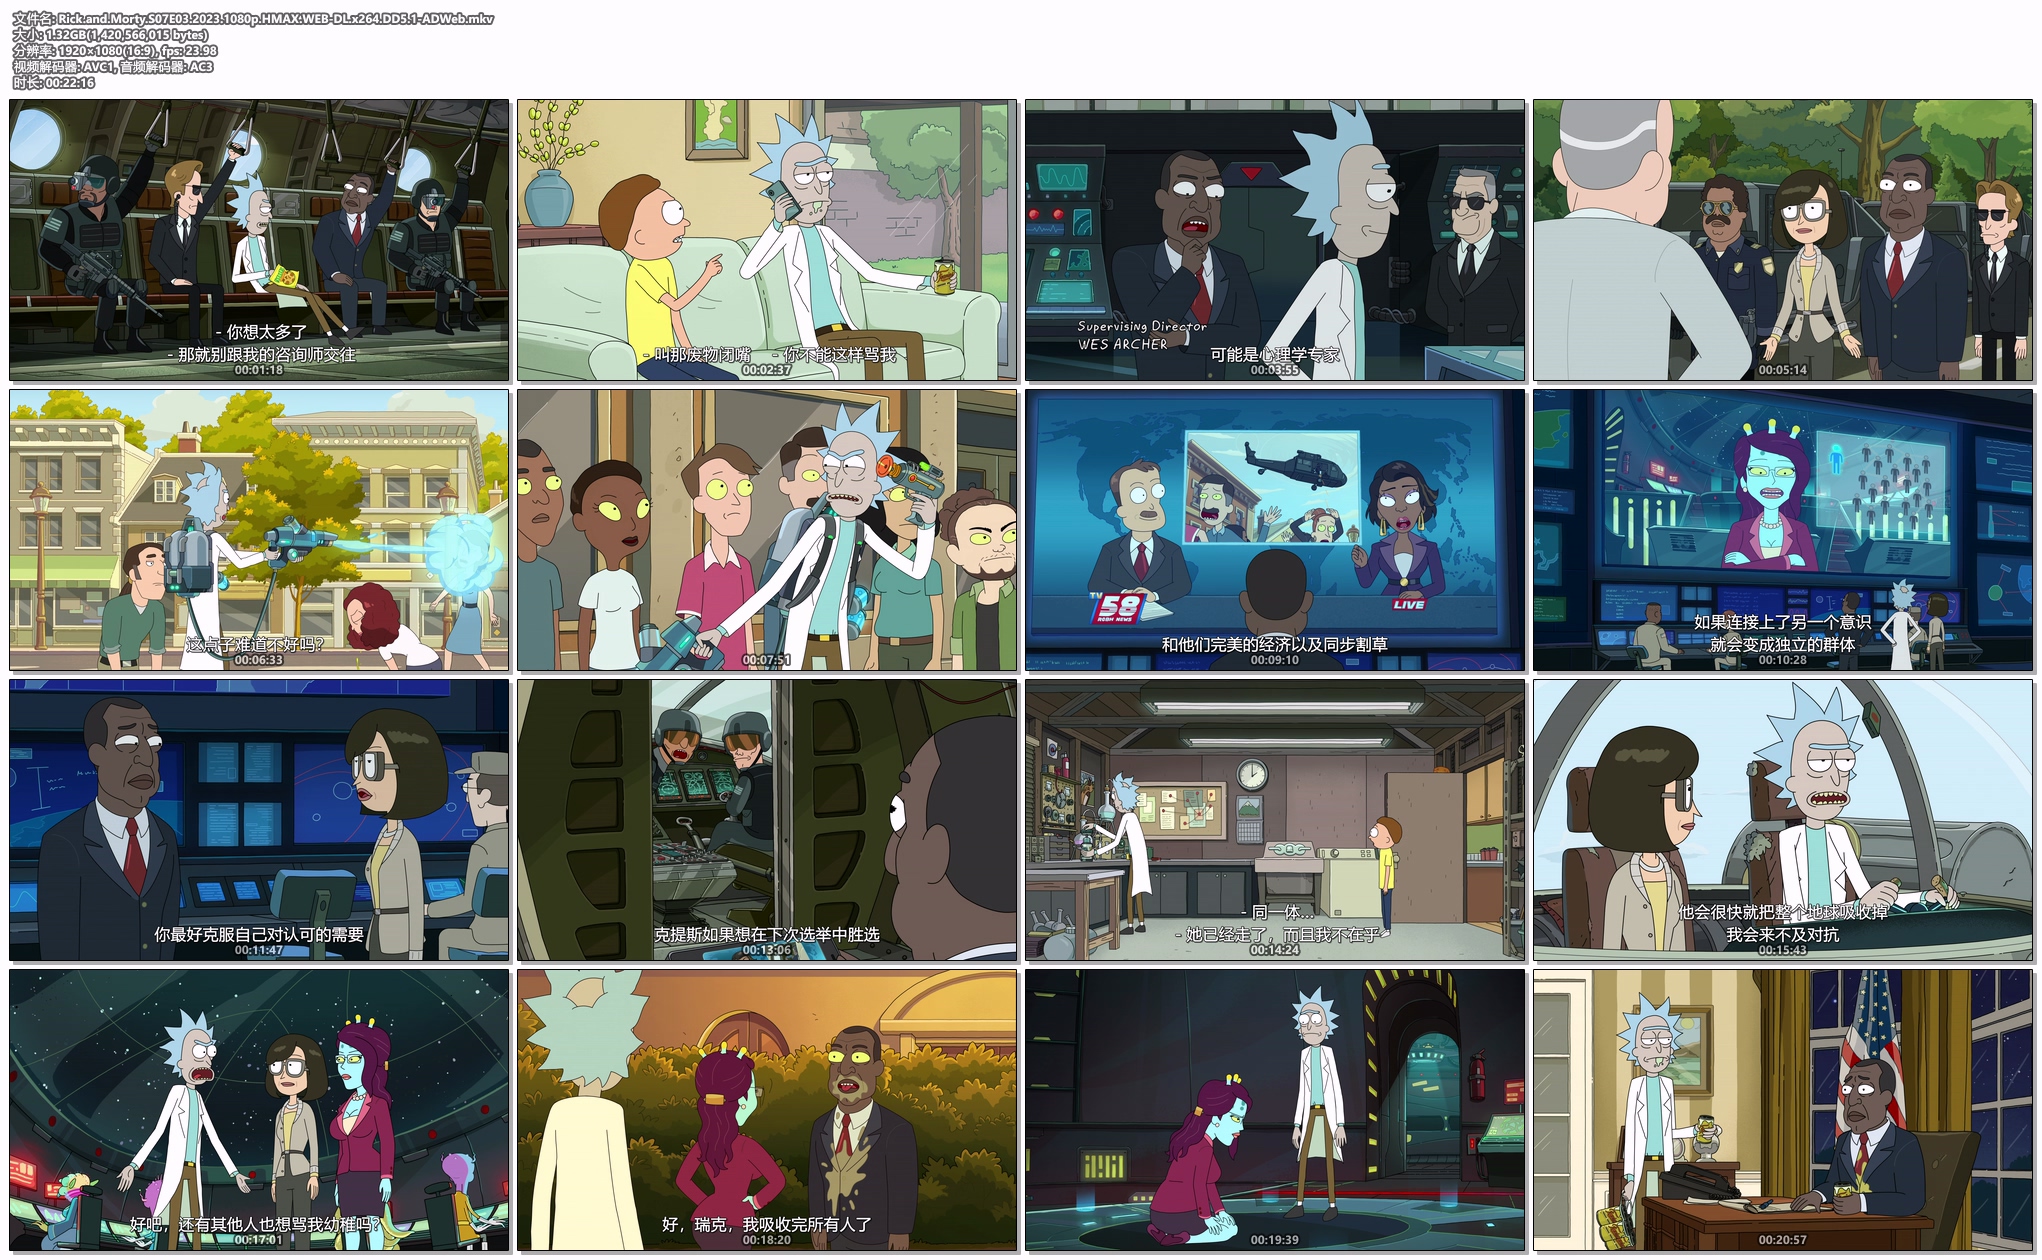 文件名: Rick.and.Morty.S07E03.2023.1080p.HMAX.WEB-DL.x264.DD5.1-ADWeb.mkv
大小: 1.32GB(1,420,566,015 bytes)
分辨率: 1920×1080(16:9), fps: 23.98
视频解码器: AVC1, 音频解码器: AC3
时长: 00:22:16
- 你想太多了
- 那就别跟我的咨询师交往
00:01:18
- 叫那废物闭嘴 - 你不能这样骂我
00:02:37
Supervising Director
WES ARCHER
可能是心理学专家
00:03:55
00:05:14
这点子难道不好吗?
00:06:33
00:07:51
TV
58
ROBH NEWS
LIVE
和他们完美的经济以及同步割草
00:09:10
如果连接上了另一个意识
就会变成独立的群体
00:10:28
你最好克服自己对认可的需要
00:11:47
克提斯如果想在下次选举中胜选
00:13:06
- 同一体...
- 她已经走了，而且我不在乎
00:14:24
他会很快就把整个地球吸收掉
我会来不及对抗
00:15:43
好吧，还有其他人也想骂我幼稚吗?
00:17:01
好，瑞克，我吸收完所有人了
00:18:20
00:19:39
00:20:57